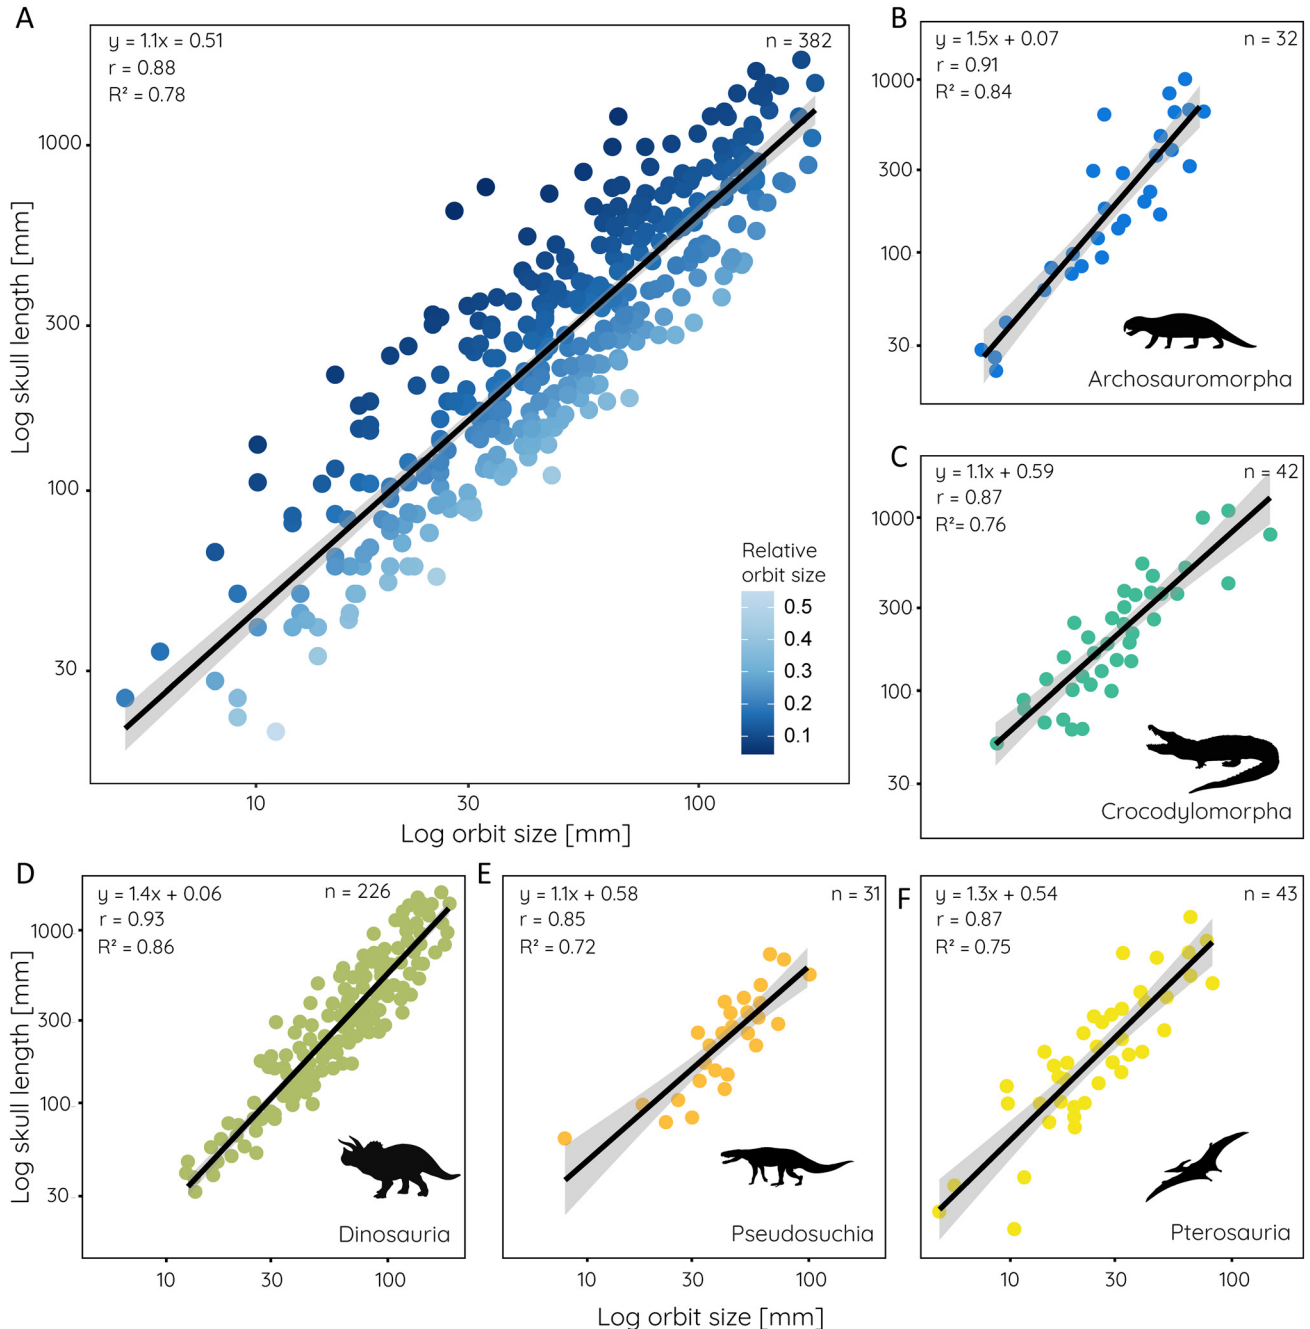 A
y = 1.1x = 0.51
n = 382
r = 0.88
R² = 0.78
1000
300
100
30
Log skull length [mm]
Relative
orbit size
0.5
0.4
0.3
0.2
0.1
10
30
100
Log orbit size [mm]
B
y = 1.5x + 0.07
n = 32
r = 0.91
R² = 0.84
1000
300
100
30
Archosauromorpha
C
y = 1.1x + 0.59
n = 42
r = 0.87
R²= 0.76
1000
300
100
30
Crocodylomorpha
D
y = 1.4x + 0.06
n = 226
r = 0.93
R² = 0.86
1000
300
100
30
Log skull length [mm]
Dinosauria
10
30
100
E
y = 1.1x + 0.58
n = 31
r = 0.85
R² = 0.72
Pseudosuchia
10
30
100
F
y = 1.3x + 0.54
n = 43
r = 0.87
R² = 0.75
Pterosauria
10
30
100
Log orbit size [mm]